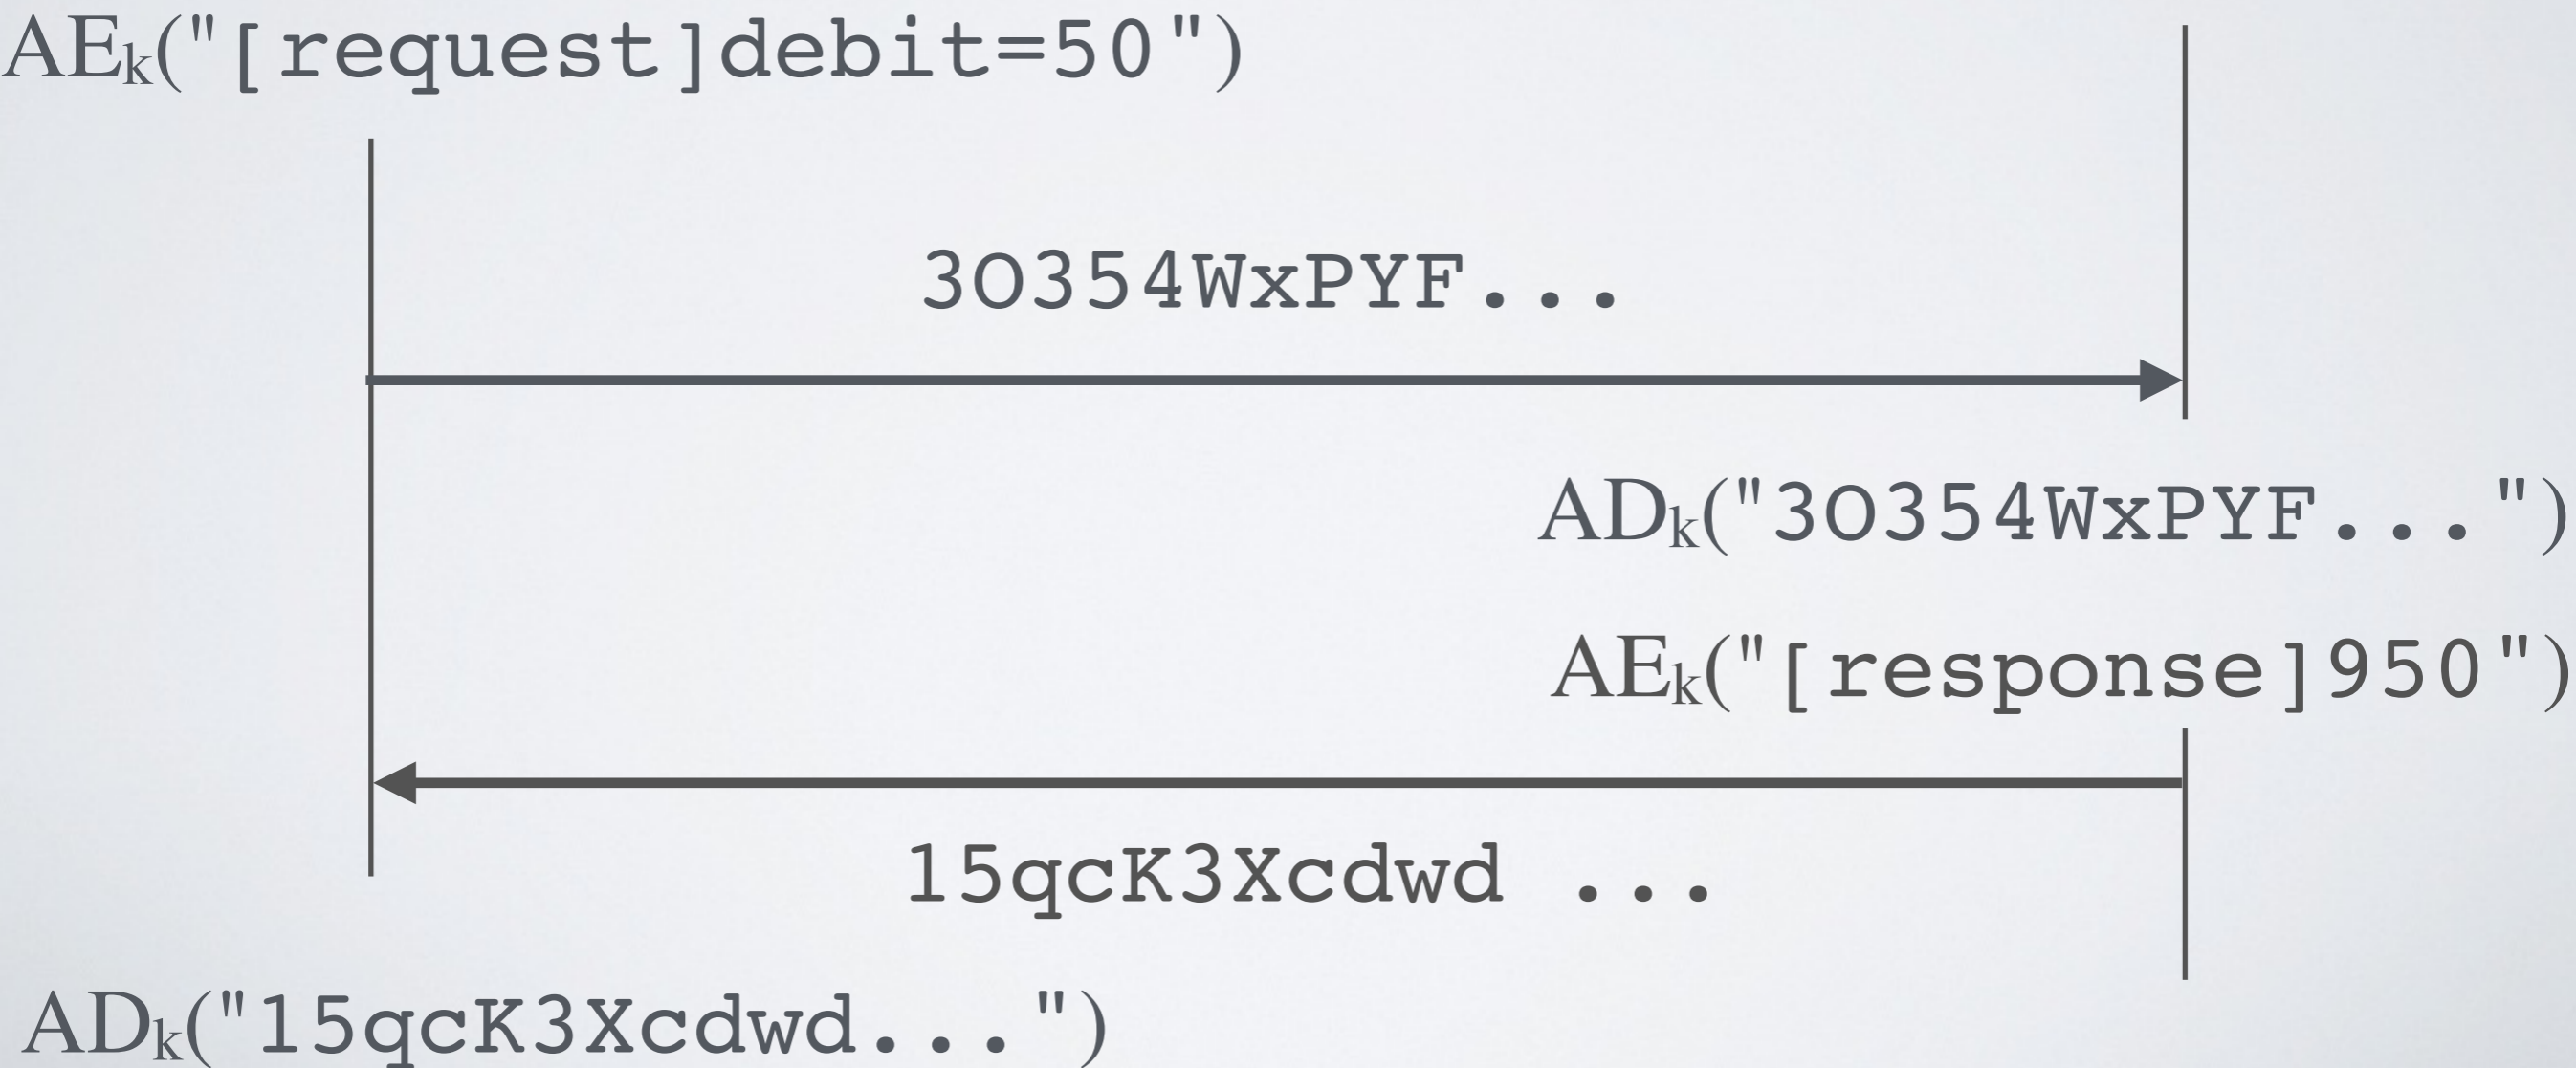 AEk("[request]debit=50")
3O354WxPYF...
ADk("3O354WxPYF...")
AEk("[response]950")
15qcK3Xcdwd ...
ADk("15qcK3Xcdwd...")